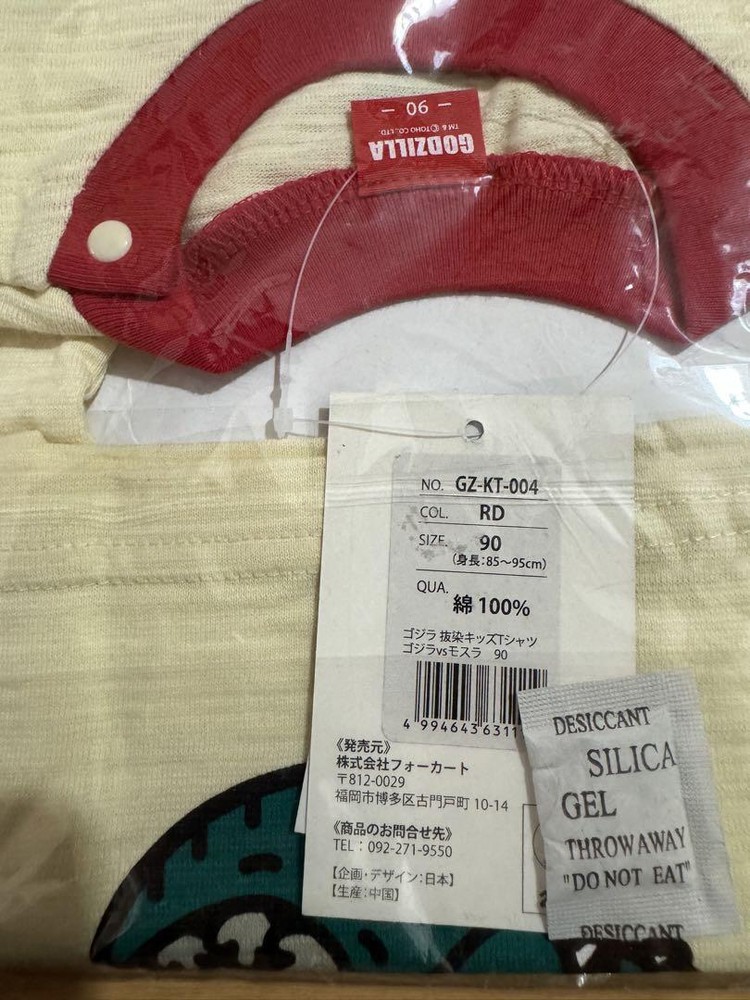 — 90 —
TM & © TOHO CO., LTD.
GODZILLA
NO. GZ-KT-004
COL. RD
SIZE. 90
(身長:85～95cm)
QUA. 綿 100%
ゴジラ 抜染キッズTシャツ
ゴジラvsモスラ 90
4 994643 6311
《発売元》
株式会社フォーカート
〒812-0029
福岡市博多区古門戸町 10-14
《商品のお問合せ先》
TEL：092-271-9550
【企画・デザイン：日本】
【生産：中国】
DESICCANT
SILICA
GEL
THROW AWAY
"DO NOT EAT"
DESICCANT